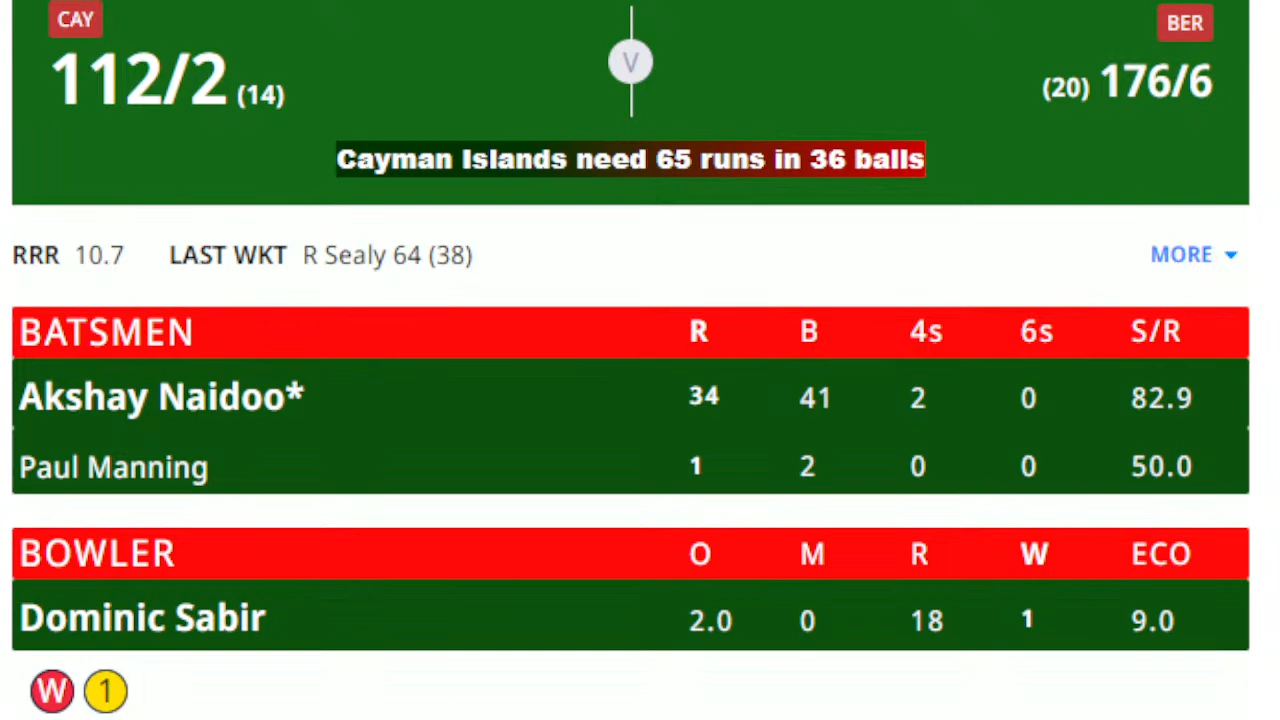 CAY V BER
112/2 (14) (20) 176/6
Cayman Islands need 65 runs in 36 balls
RRR 10.7 LAST WKT R Sealy 64 (38) MORE
BATSMEN R B 4s 6s S/R
Akshay Naidoo* 34 41 2 0 82.9
Paul Manning 1 2 0 0 50.0
BOWLER O M R W ECO
Dominic Sabir 2.0 0 18 1 9.0
W 1